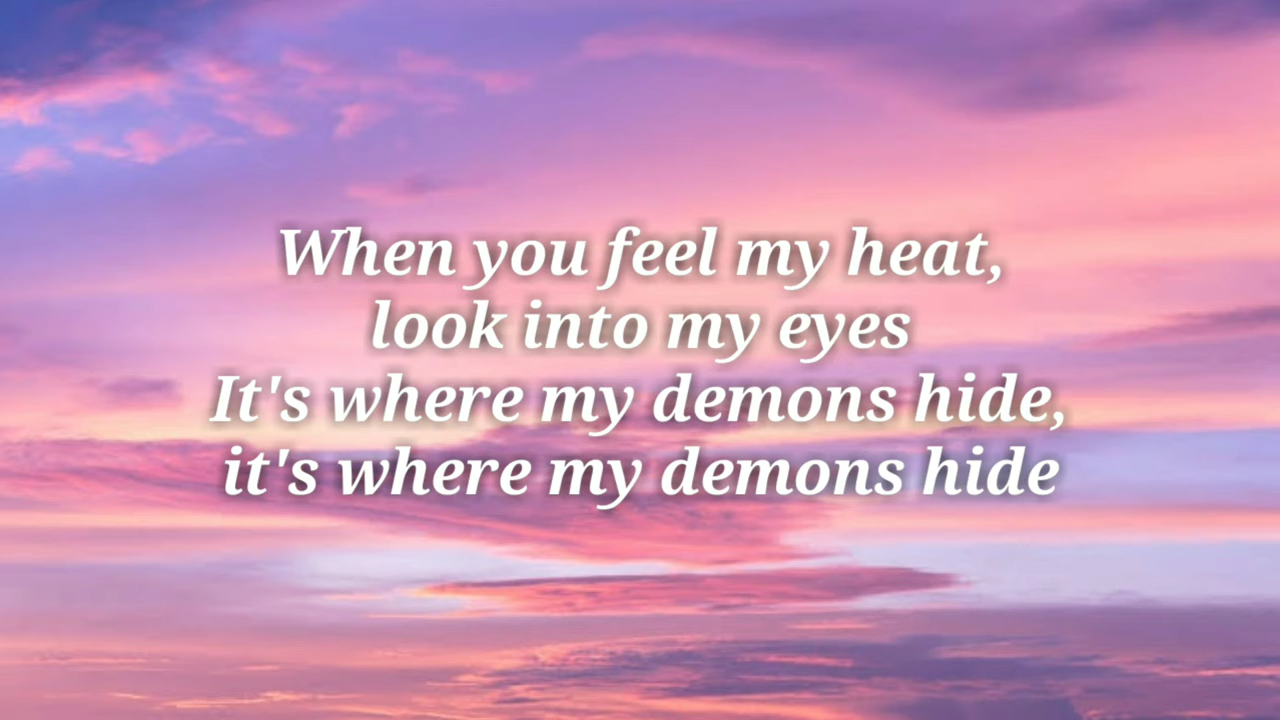 When you feel my heat,
look into my eyes
It's where my demons hide,
it's where my demons hide